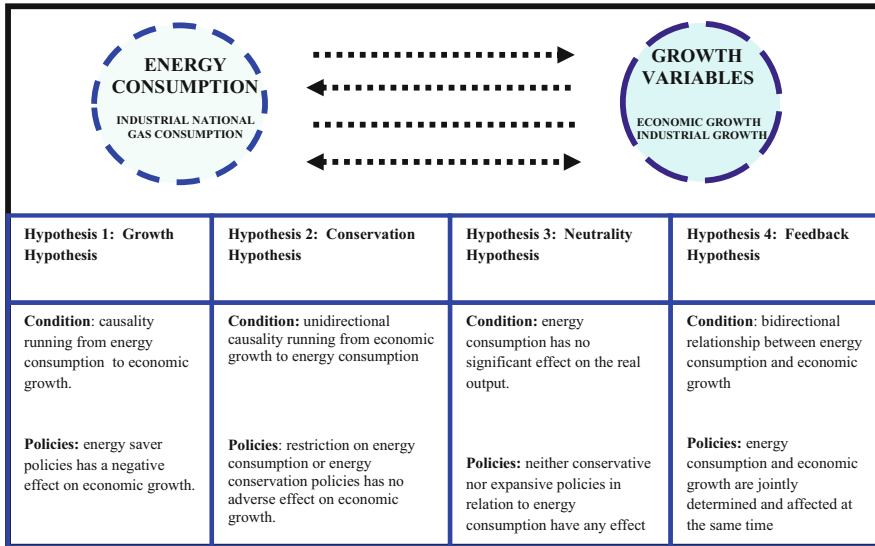 ENERGY
CONSUMPTION
INDUSTRIAL NATIONAL
GAS CONSUMPTION
GROWTH
VARIABLES
ECONOMIC GROWTH
INDUSTRIAL GROWTH
Hypothesis 1:  Growth
Hypothesis
Hypothesis 2:  Conservation
Hypothesis
Hypothesis 3:  Neutrality
Hypothesis
Hypothesis 4:  Feedback
Hypothesis
Condition: causality
running from energy
consumption  to economic
growth.
Policies: energy saver
policies has a negative
effect on economic growth.
Condition: unidirectional
causality running from economic
growth to energy consumption
Policies: restriction on energy
consumption or energy
conservation policies has no
adverse effect on economic
growth.
Condition: energy
consumption has no
significant effect on the real
output.
Policies: neither conservative
nor expansive policies in
relation to energy
consumption have any effect
Condition: bidirectional
relationship between energy
consumption and economic
growth
Policies: energy
consumption and economic
growth are jointly
determined and affected at
the same time